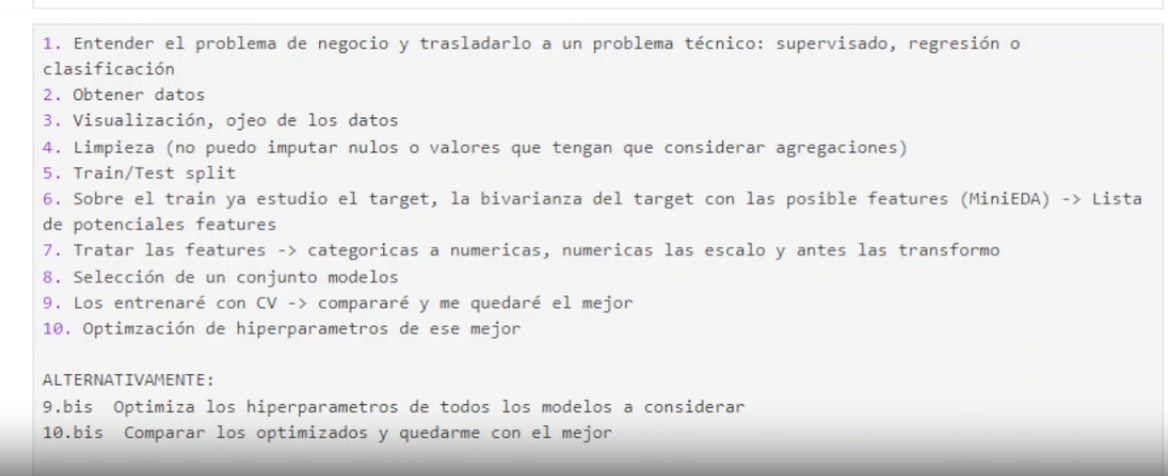 1. Entender el problema de negocio y trasladarlo a un problema técnico: supervisado, regresión o
clasificación
2. Obtener datos
3. Visualización, ojeo de los datos
4. Limpieza (no puedo imputar nulos o valores que tengan que considerar agregaciones)
5. Train/Test split
6. Sobre el train ya estudio el target, la bivarianza del target con las posible features (MiniEDA) -> Lista
de potenciales features
7. Tratar las features -> categoricas a numericas, numericas las escalo y antes las transformo
8. Selección de un conjunto modelos
9. Los entrenaré con CV -> compararé y me quedaré el mejor
10. Optimzación de hiperparametros de ese mejor
ALTERNATIVAMENTE:
9.bis Optimiza los hiperparametros de todos los modelos a considerar
10.bis Comparar los optimizados y quedarme con el mejor